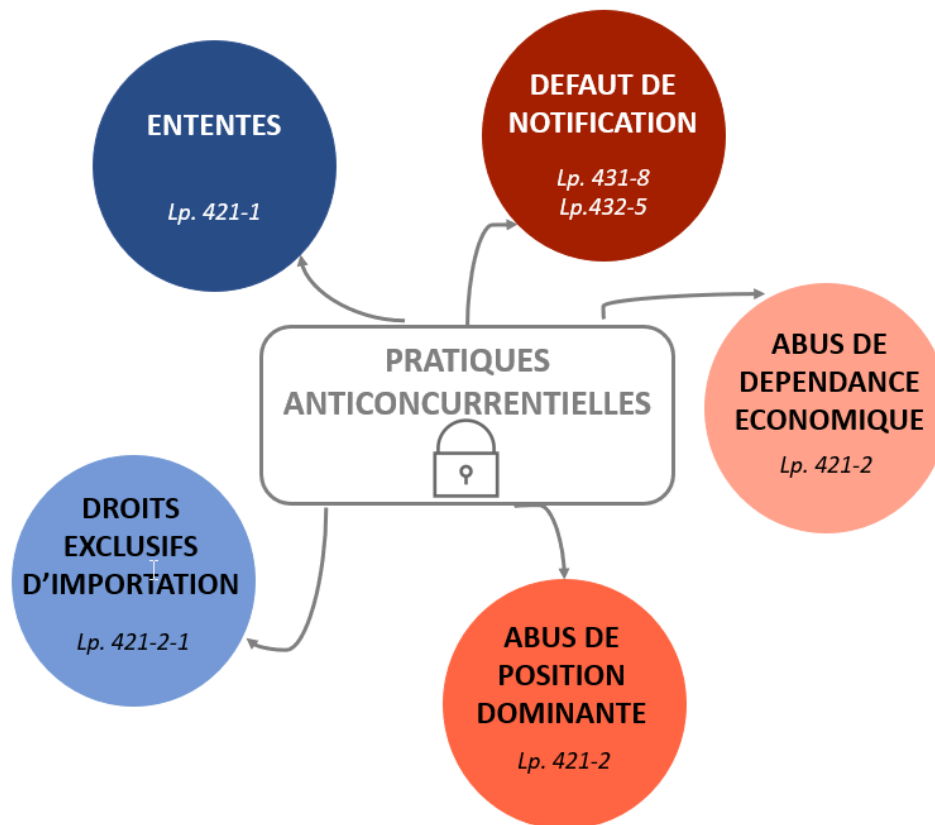 ENTENTES
Lp. 421-1
DEFAUT DE
NOTIFICATION
Lp. 431-8
Lp.432-5
PRATIQUES
ANTICONCURRENTIELLES
ABUS DE
DEPENDANCE
ECONOMIQUE
Lp. 421-2
DROITS
EXCLUSIFS
D’IMPORTATION
Lp. 421-2-1
ABUS DE
POSITION
DOMINANTE
Lp. 421-2